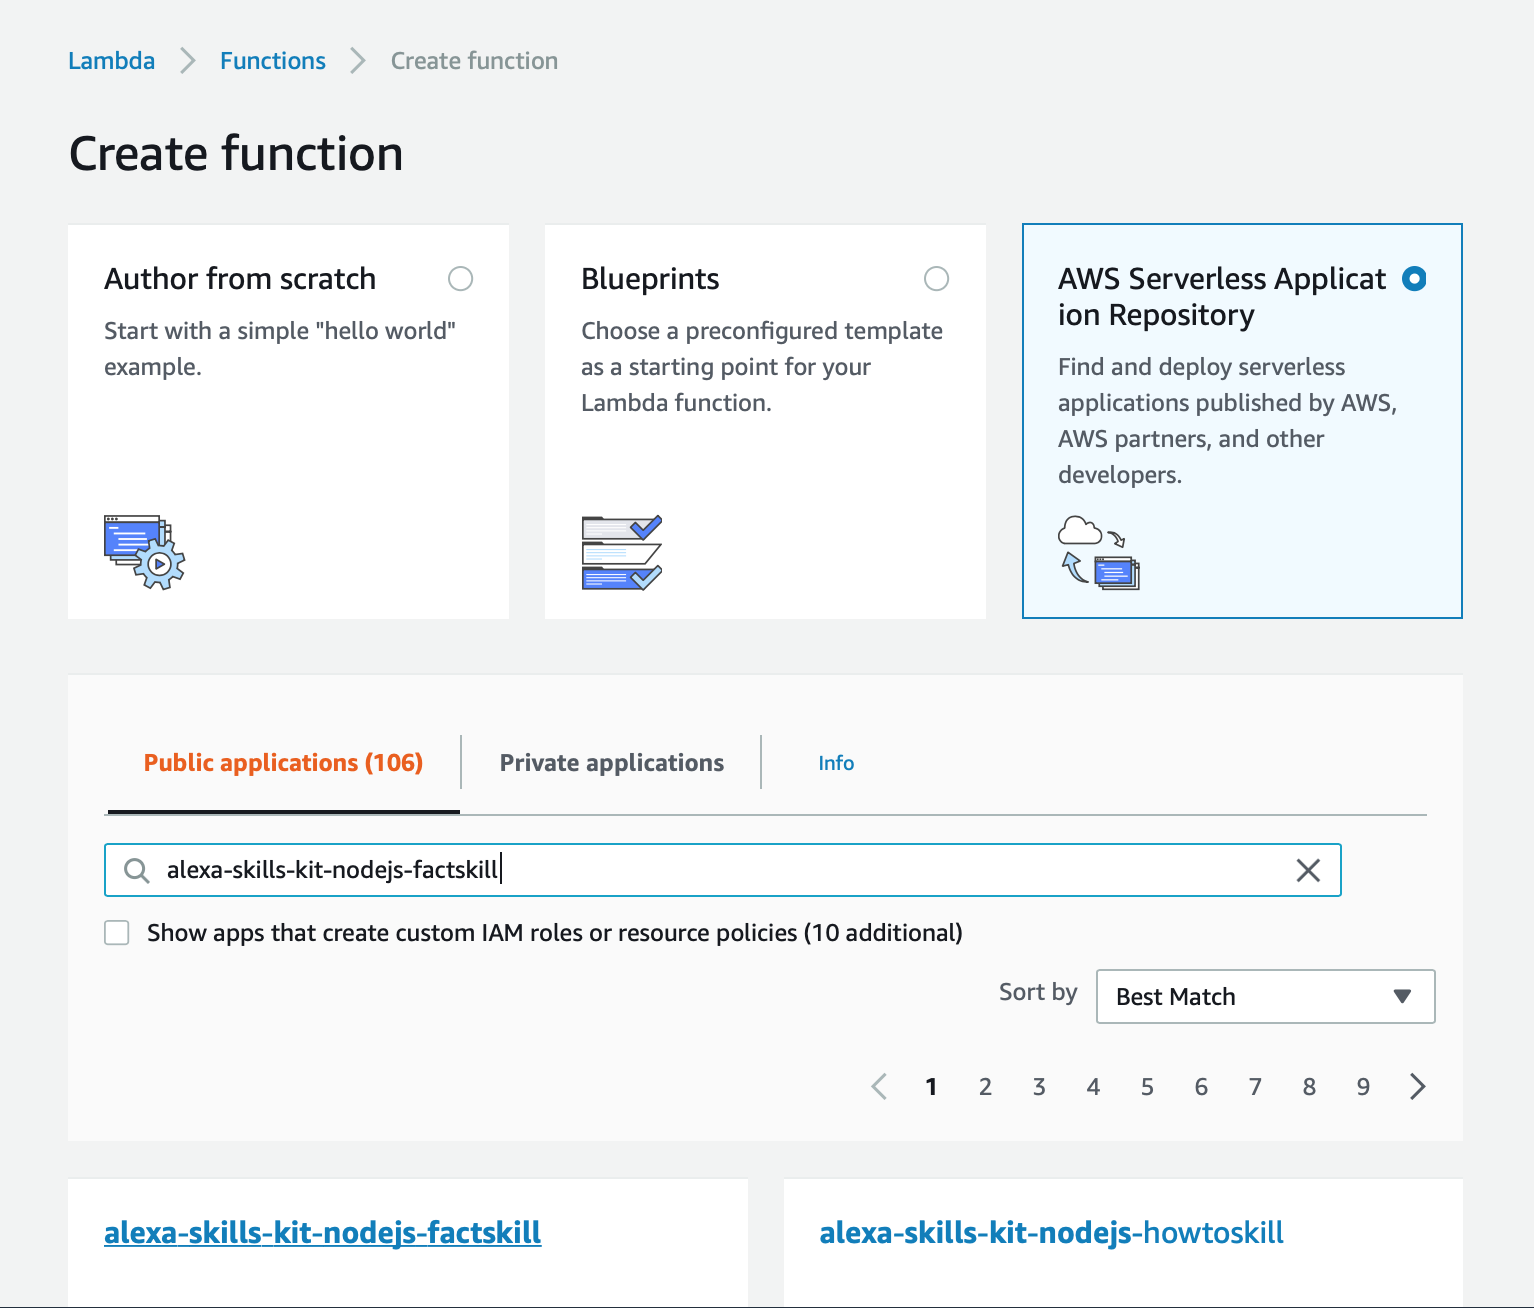 Lambda > Functions > Create function
Create function
Author from scratch
Start with a simple "hello world"
example.
Blueprints
Choose a preconfigured template
as a starting point for your
Lambda function.
AWS Serverless Applicat
ion Repository
Find and deploy serverless
applications published by AWS,
AWS partners, and other
developers.
Public applications (106)
Private applications
Info
alexa-skills-kit-nodejs-factskill
Show apps that create custom IAM roles or resource policies (10 additional)
Sort by
Best Match
1 2 3 4 5 6 7 8 9
alexa-skills-kit-nodejs-factskill
alexa-skills-kit-nodejs-howtoskill